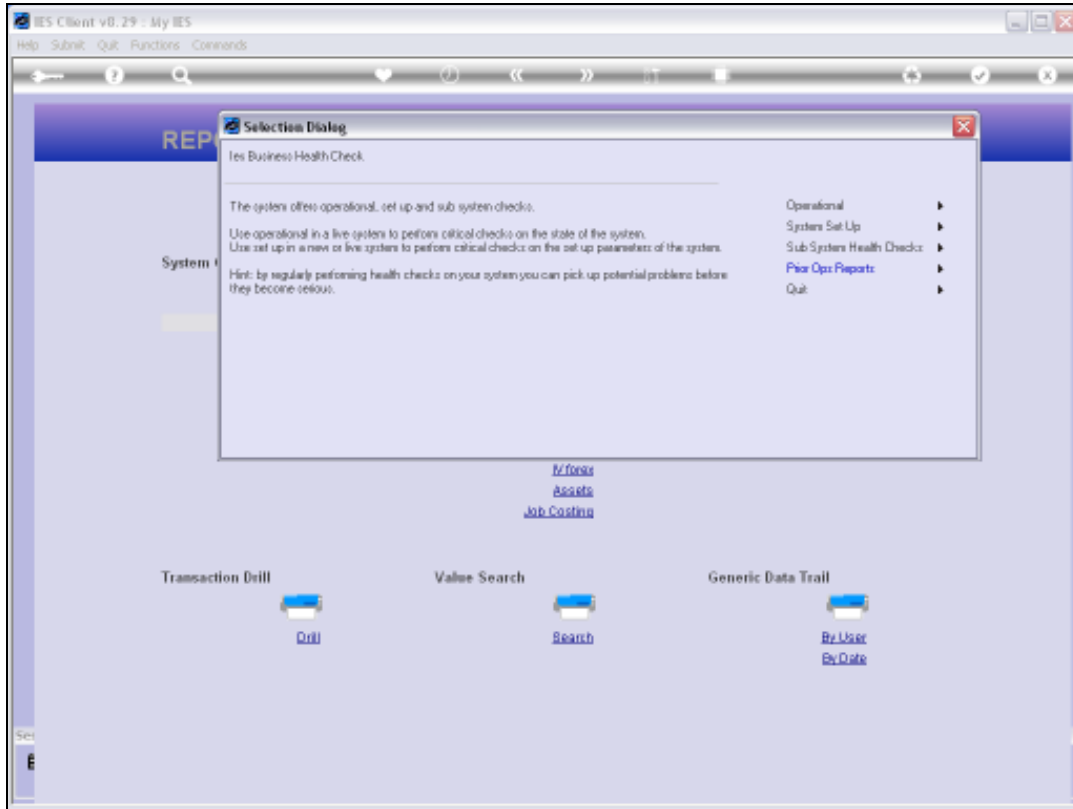 IES Client v8.29 : My IES
Help Submit Quit Functions Commands
REP
Selection Dialog
Ies Business Health Check.
The system offers operational, set up and sub system checks.
Use operational in a live system to perform critical checks on the state of the system.
Use set up in a new or live system to perform critical checks on the set up parameters of the system.
Hint: by regularly performing health checks on your system you can pick up potential problems before
they become serious.
Operational
System Set Up
Sub System Health Checks
Prior Ops Reports
Quit
System
IV forex
Assets
Job Costing
Transaction Drill
Value Search
Generic Data Trail
Drill
Search
By User
By Date
Ser